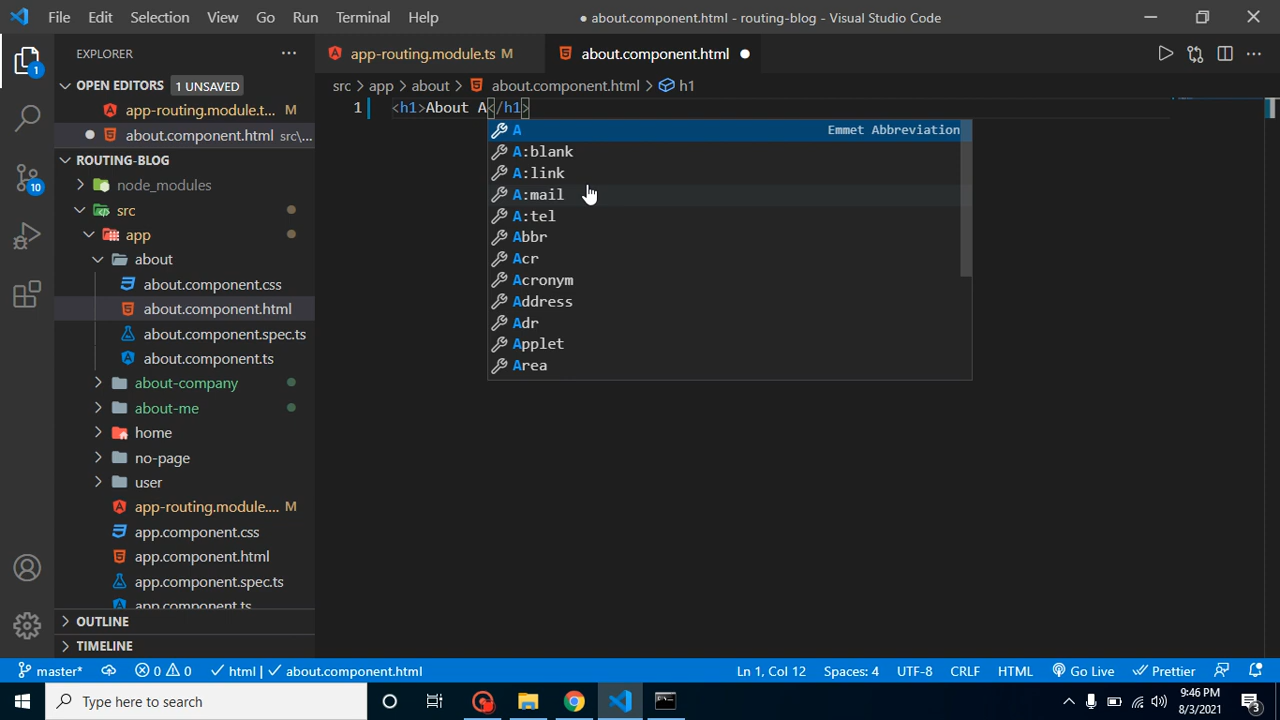 File Edit Selection View Go Run Terminal Help ● about.component.html - routing-blog - Visual Studio Code
EXPLORER
OPEN EDITORS 1 UNSAVED
app-routing.module.t... M
about.component.html src\...
ROUTING-BLOG
node_modules
src
app
about
about.component.css
about.component.html
about.component.spec.ts
about.component.ts
about-company
about-me
home
no-page
user
app-routing.module.... M
app.component.css
app.component.html
app.component.spec.ts
app.component.ts
OUTLINE
TIMELINE
1
10
app-routing.module.ts M about.component.html ●
src > app > about > about.component.html > h1
1 <h1>About A</h1>
A Emmet Abbreviation
A:blank
A:link
A:mail
A:tel
Abbr
Acr
Acronym
Address
Adr
Applet
Area
master* 0 0 html | about.component.html Ln 1, Col 12 Spaces: 4 UTF-8 CRLF HTML Go Live Prettier
Type here to search
9:46 PM
8/3/2021
3